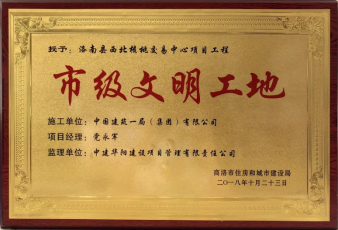 授予：洛南县西北核桃交易中心项目工程
市级文明工地
施工单位：中国建筑一局（集团）有限公司
项目经理：党永军
监理单位：中建华阳建设项目管理有限责任公司
商洛市住房和城乡建设局
二〇一八年十月二十三日